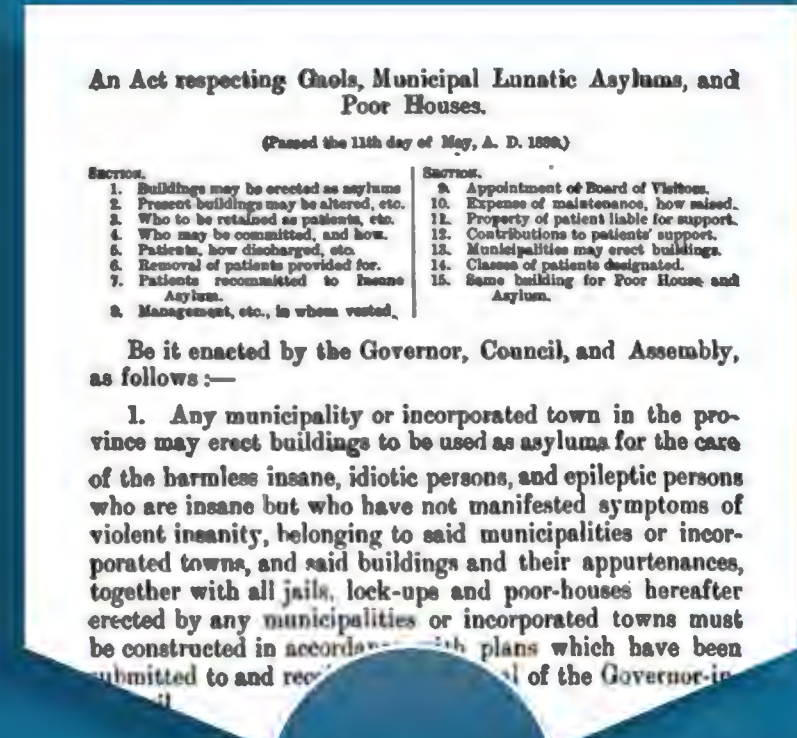 An Act respecting Gaols, Municipal Lunatic Asylums, and
Poor Houses.
(Passed the 11th day of May, A. D. )
SECTION.
1. Buildings may be erected as asylums
2. Present buildings may be altered, etc.
3. Who to be retained as patients, etc.
4. Who may be committed, and how.
5. Patients, how discharged, etc.
6. Removal of patients provided for.
7. Patients recommitted to Insane
Asylum.
8. Management, etc., in whom vested.
SECTION.
9. Appointment of Board of Visitors.
10. Expense of maintenance, how raised.
11. Property of patient liable for support.
12. Contributions to patients' support.
13. Municipalities may erect buildings.
14. Classes of patients designated.
15. Same building for Poor House and
Asylum.
Be it enacted by the Governor, Council, and Assembly,
as follows :—
1. Any municipality or incorporated town in the pro-
vince may erect buildings to be used as asylums for the care
of the harmless insane, idiotic persons, and epileptic persons
who are insane but who have not manifested symptoms of
violent insanity, belonging to said municipalities or incor-
porated towns, and said buildings and their appurtenances,
together with all jails, lock-ups and poor-houses hereafter
erected by any municipalities or incorporated towns must
be constructed in with plans which have been
submitted to and of the Governor-in-